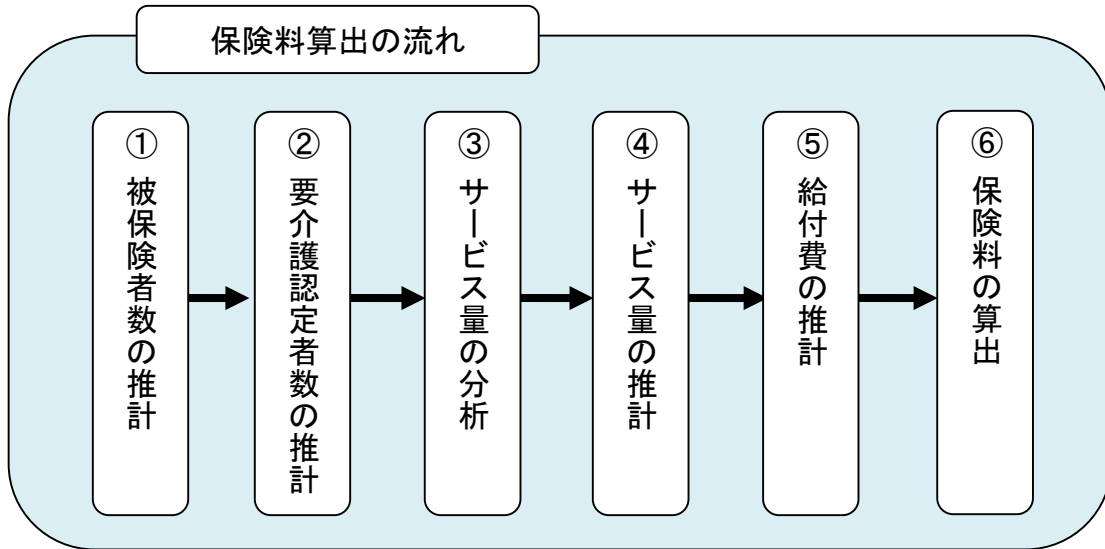 保険料算出の流れ
①被保険者数の推計
②要介護認定者数の推計
③サービス量の分析
④サービス量の推計
⑤給付費の推計
⑥保険料の算出